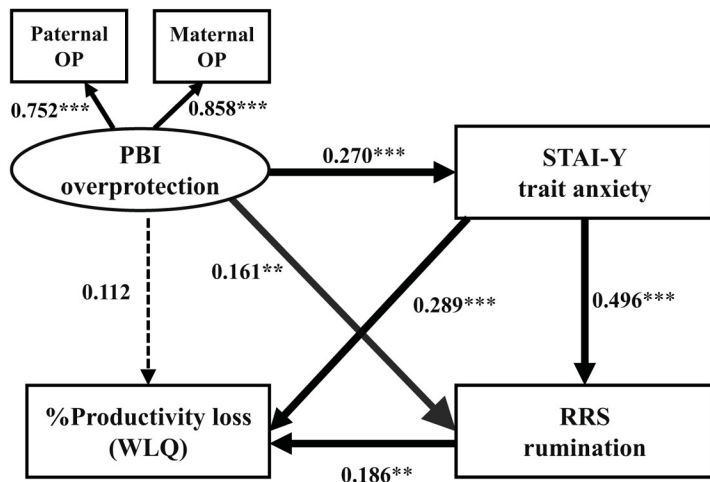 Paternal
OP
Maternal
OP
0.752***
0.858***
PBI
overprotection
0.270***
STAI-Y
trait anxiety
0.112
0.161**
0.289***
0.496***
%Productivity loss
(WLQ)
RRS
rumination
0.186**